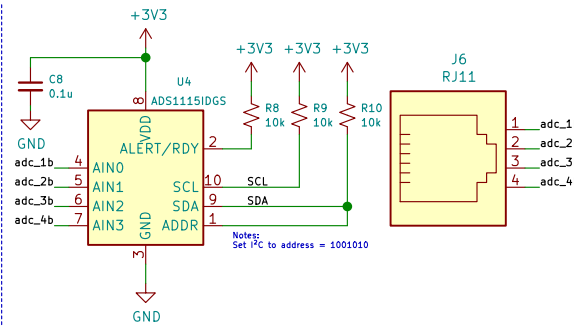 +3V3
+3V3 +3V3 +3V3
J6
RJ11
C8
0.1u
GND
U4
ADS1115IDGS
R8
10k
R9
10k
R10
10k
8
VDD
ALERT/RDY 2
adc_1b 4 AIN0
adc_2b 5 AIN1
adc_3b 6 AIN2
adc_4b 7 AIN3
SCL 10 SCL
SDA 9 SDA
ADDR 1
GND
3
GND
Notes:
Set I²C to address = 1001010
1 adc_1
2 adc_2
3 adc_3
4 adc_4